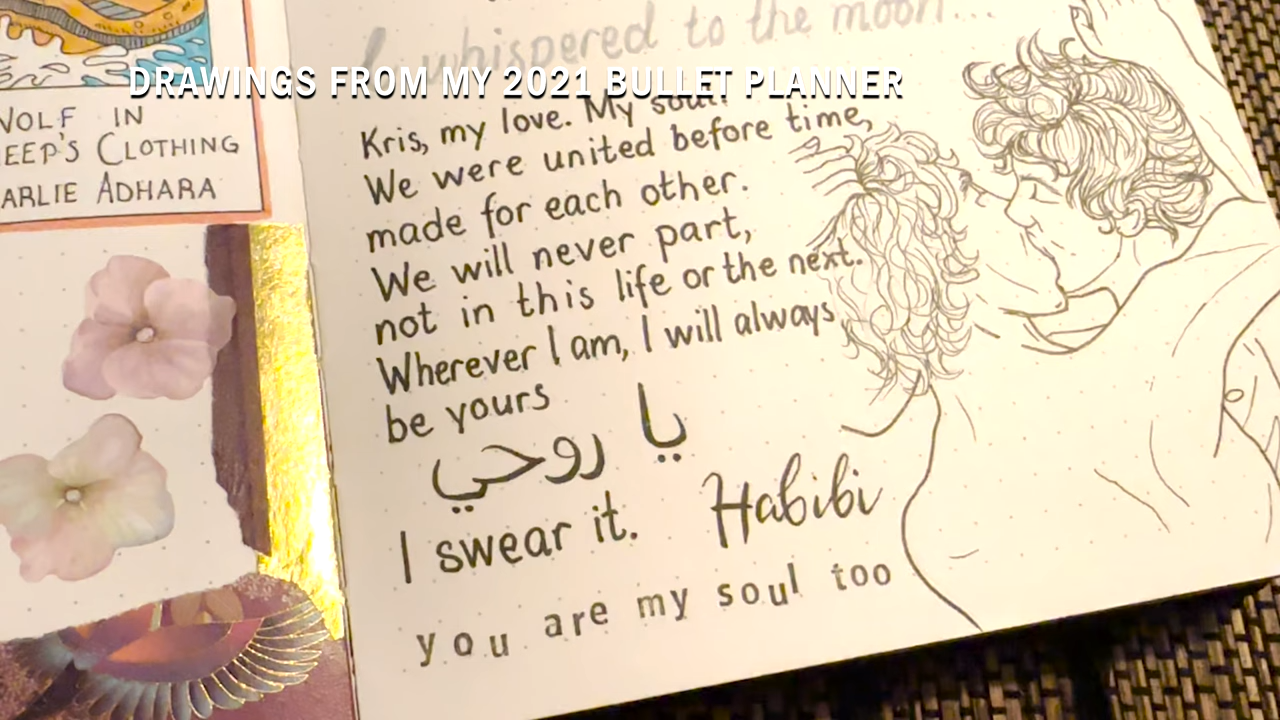 I whispered to the moon...
DRAWINGS FROM MY 2021 BULLET PLANNER
WOLF IN
SHEEP'S CLOTHING
CHARLIE ADHARA
Kris, my love. My soul.
We were united before time,
made for each other.
We will never part,
not in this life or the next.
Wherever I am, I will always
be yours
يا روحي
I swear it. Habibi
you are my soul too